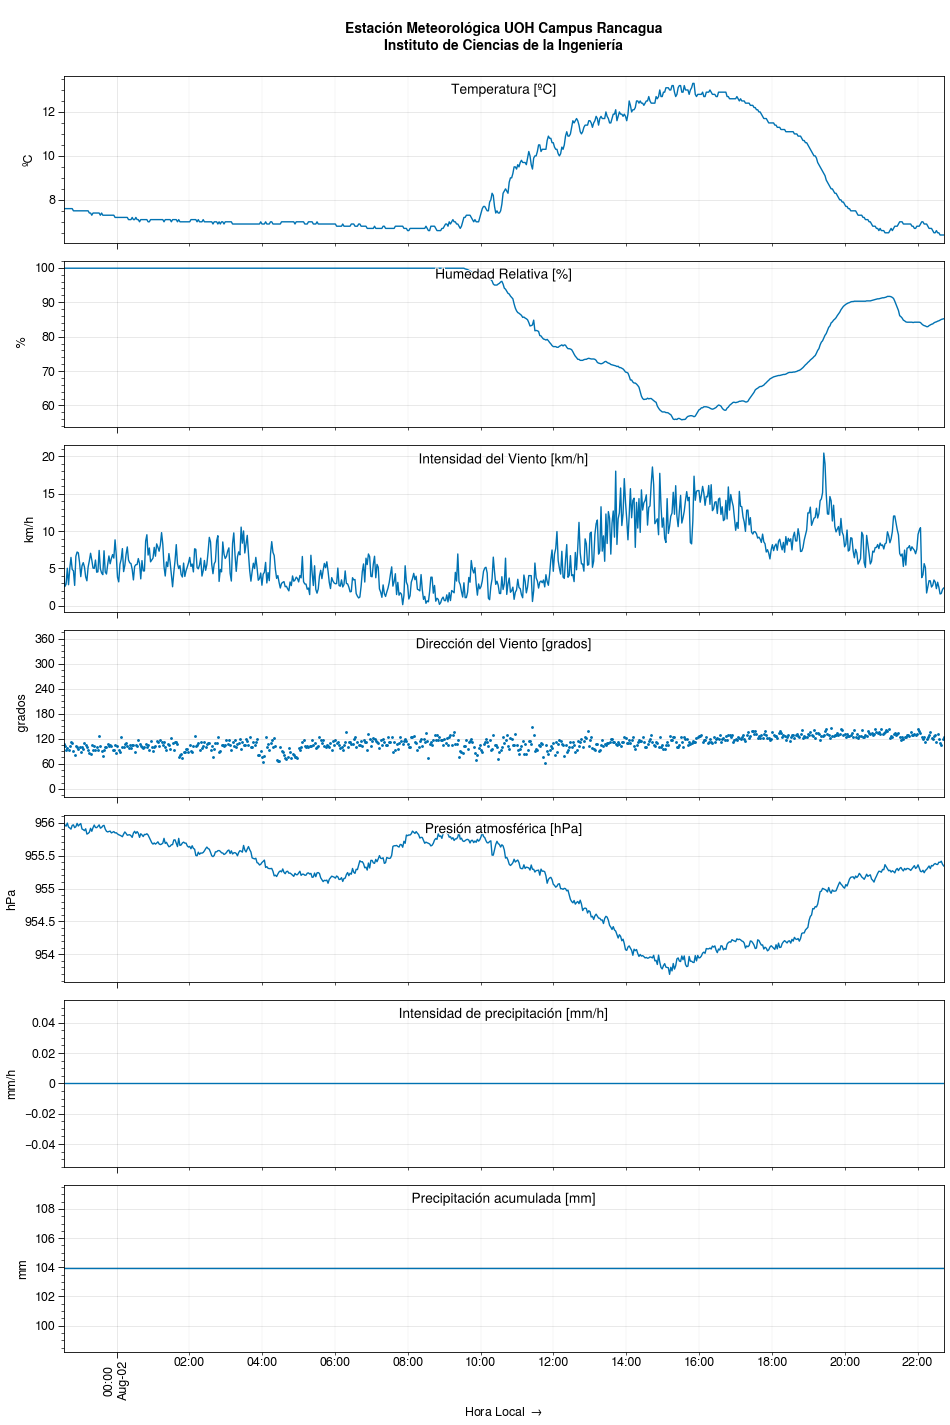 Estación Meteorológica UOH Campus Rancagua
Instituto de Ciencias de la Ingeniería
Temperatura [ºC]
12
10
8
ºC
Humedad Relativa [%]
100
90
80
70
60
%
Intensidad del Viento [km/h]
20
15
10
5
0
km/h
Dirección del Viento [grados]
360
300
240
180
120
60
0
grados
Presión atmosférica [hPa]
956
955.5
955
954.5
954
hPa
Intensidad de precipitación [mm/h]
0.04
0.02
0
−0.02
−0.04
mm/h
Precipitación acumulada [mm]
108
106
104
102
100
mm
00:00
Aug-02
02:00 04:00 06:00 08:00 10:00 12:00 14:00 16:00 18:00 20:00 22:00
Hora Local →